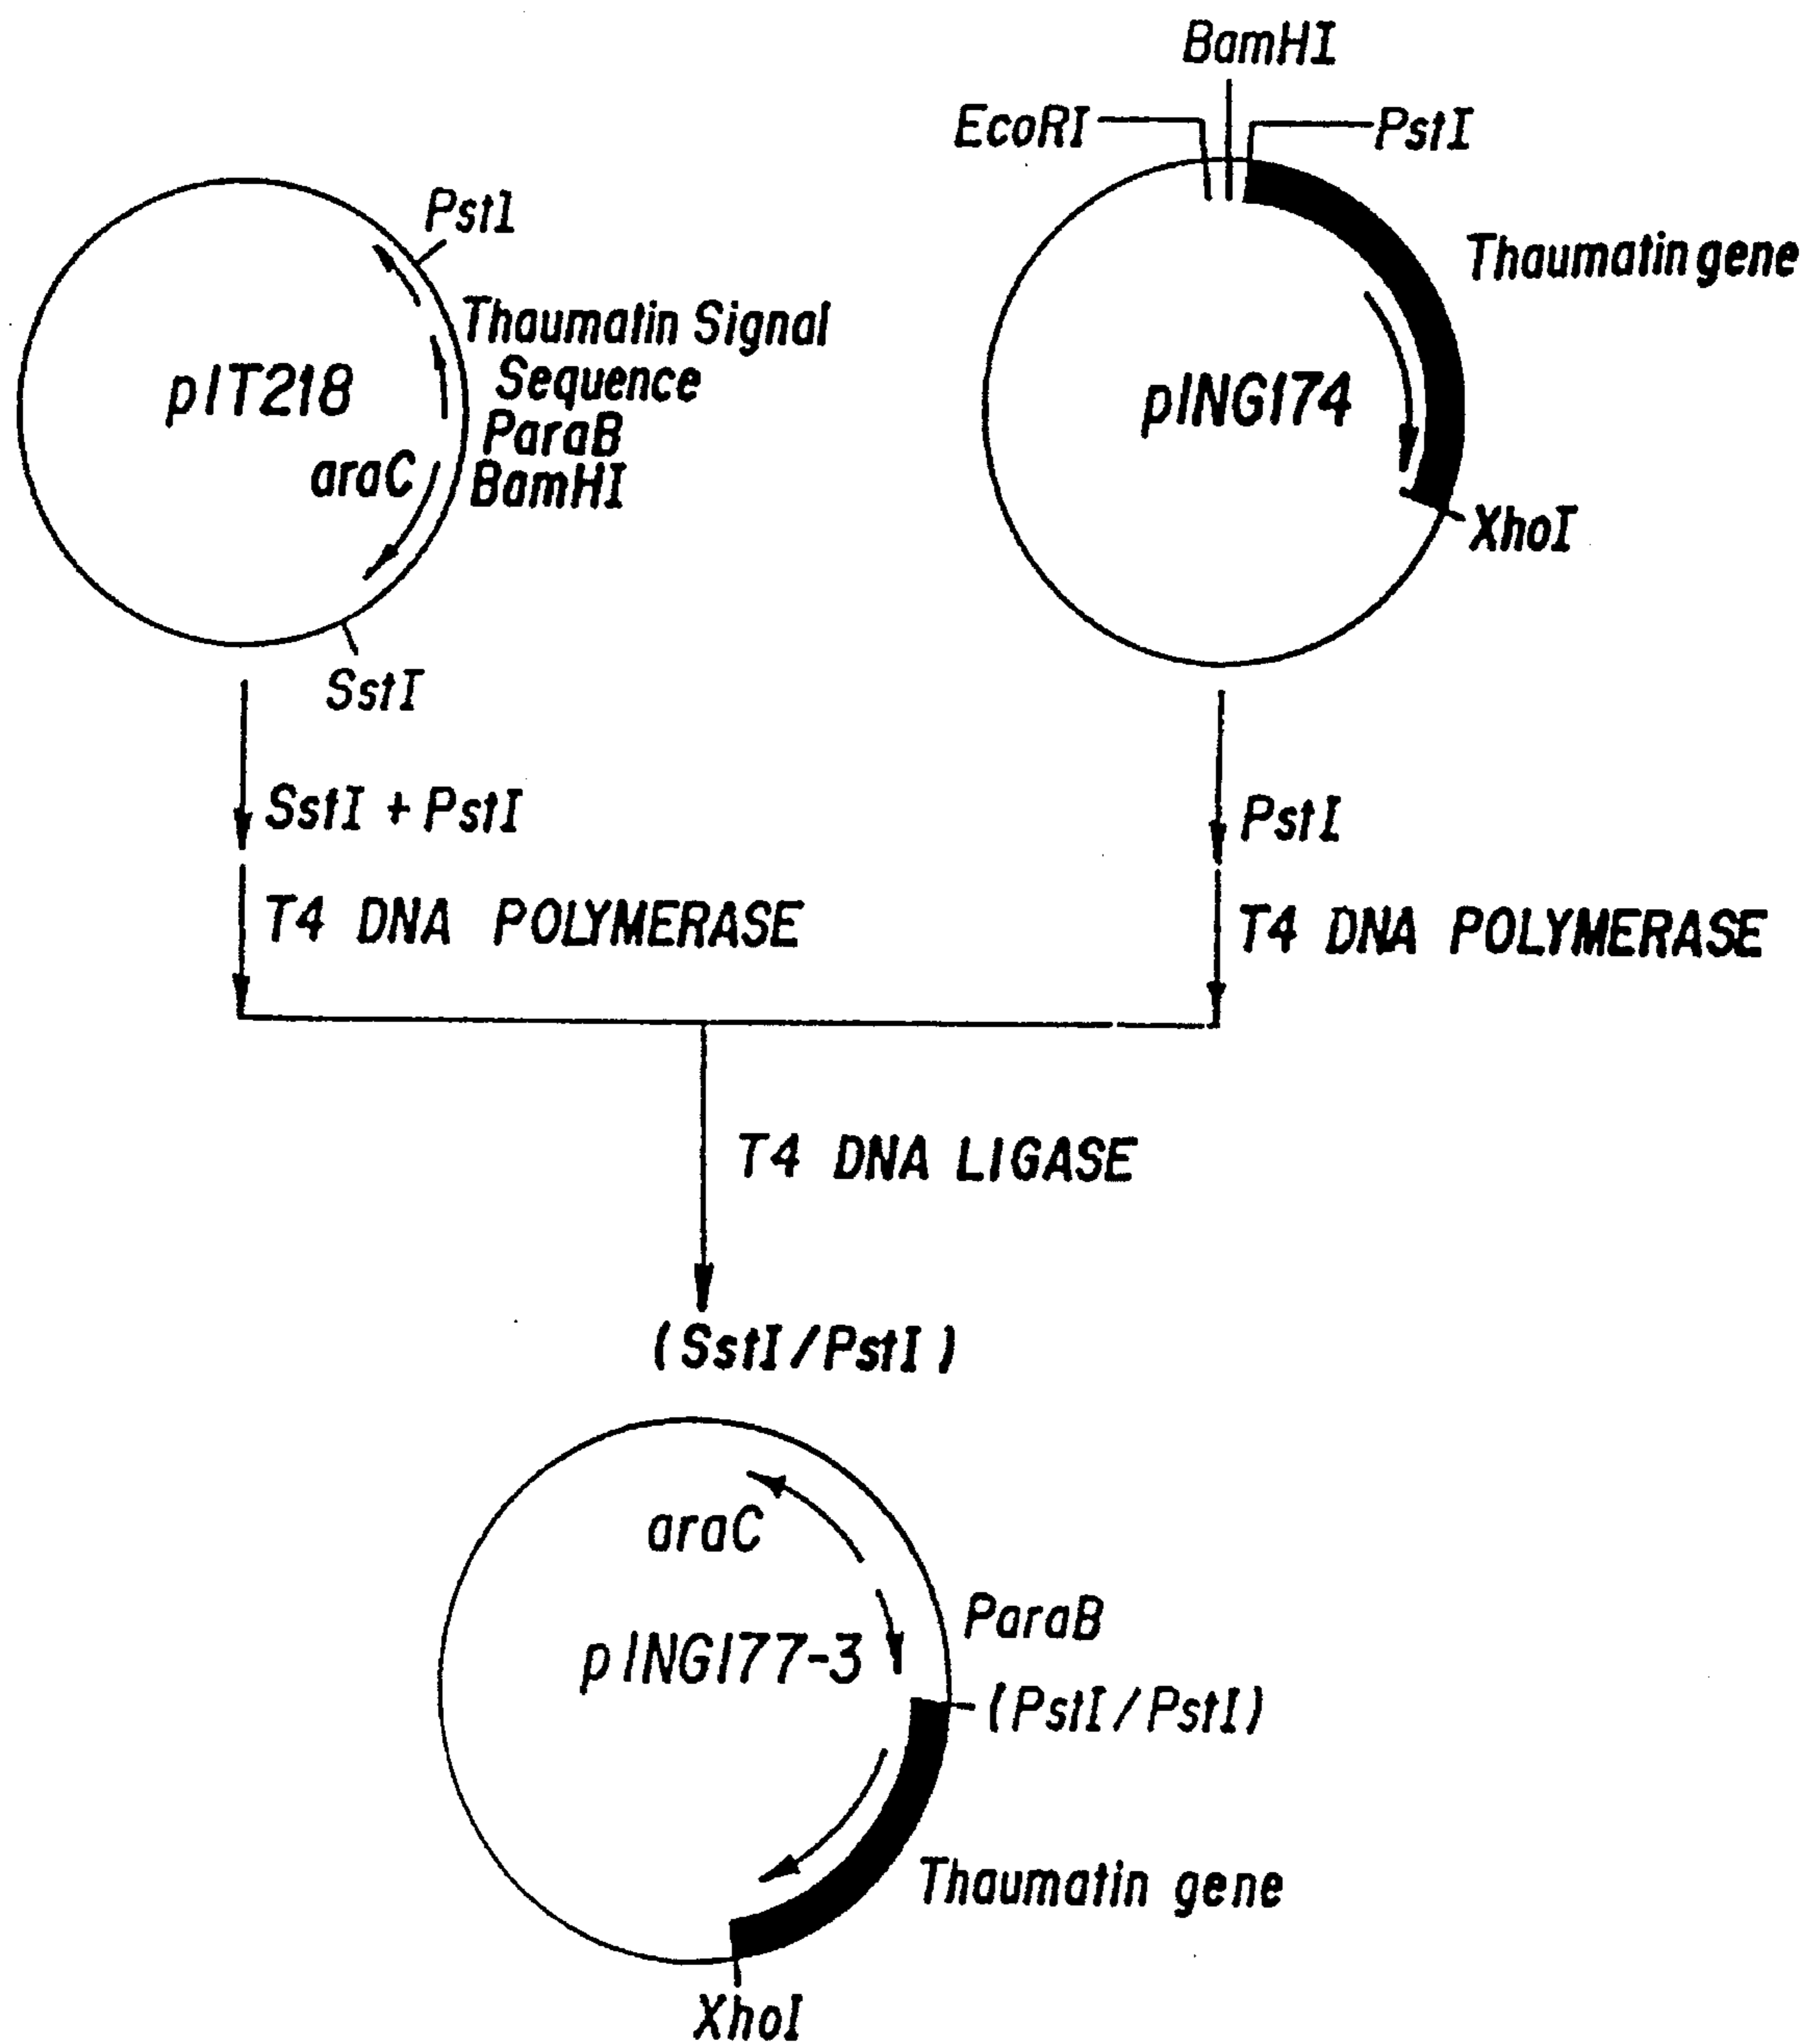 BamHI
EcoRI
PstI
PstI
Thaumatin gene
Thaumatin Signal
Sequence
pIT218
pING174
ParaB
araC
BamHI
XhoI
SstI
SstI + PstI
PstI
T4 DNA POLYMERASE
T4 DNA POLYMERASE
T4 DNA LIGASE
(SstI/PstI)
araC
ParaB
pING177-3
(PstI/PstI)
Thaumatin gene
XhoI